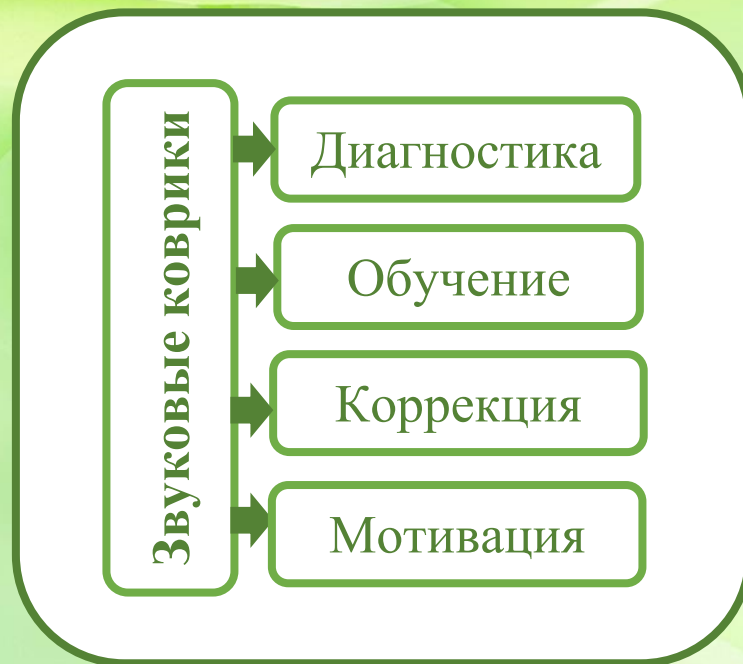 Звуковые коврики
Диагностика
Обучение
Коррекция
Мотивация